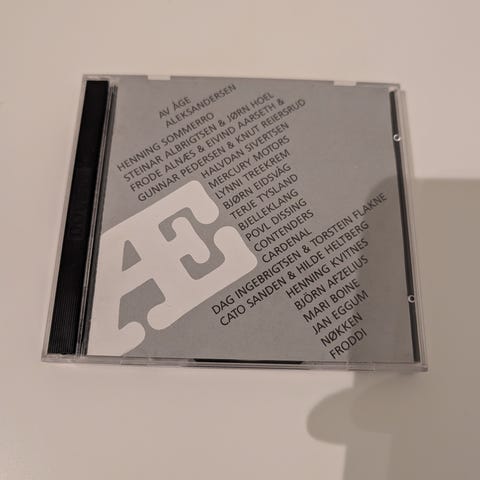 AV ÅGE
ALEKSANDERSEN
HENNING SOMMERRO
STEINAR ALBRIGTSEN & JØRN HOEL
FRODE ALNÆS & EIVIND AARSETH &
GUNNAR PEDERSEN & KNUT REIERSRUD
HALVDAN SIVERTSEN
MERCURY MOTORS
LYNNI TREEKREM
BJØRN EIDSVÅG
TERJE TYSLAND
BJELLEKLANG
POVL DISSING
CONTENDERS
CARDENAL
DAG INGEBRIGTSEN & TORSTEIN FLAKNE
CATO SANDEN & HILDE HELTBERG
HENNING KVITNES
BJÖRN AFZELIUS
MARI BOINE
JAN EGGUM
NØKKEN
FRODDI
Æ